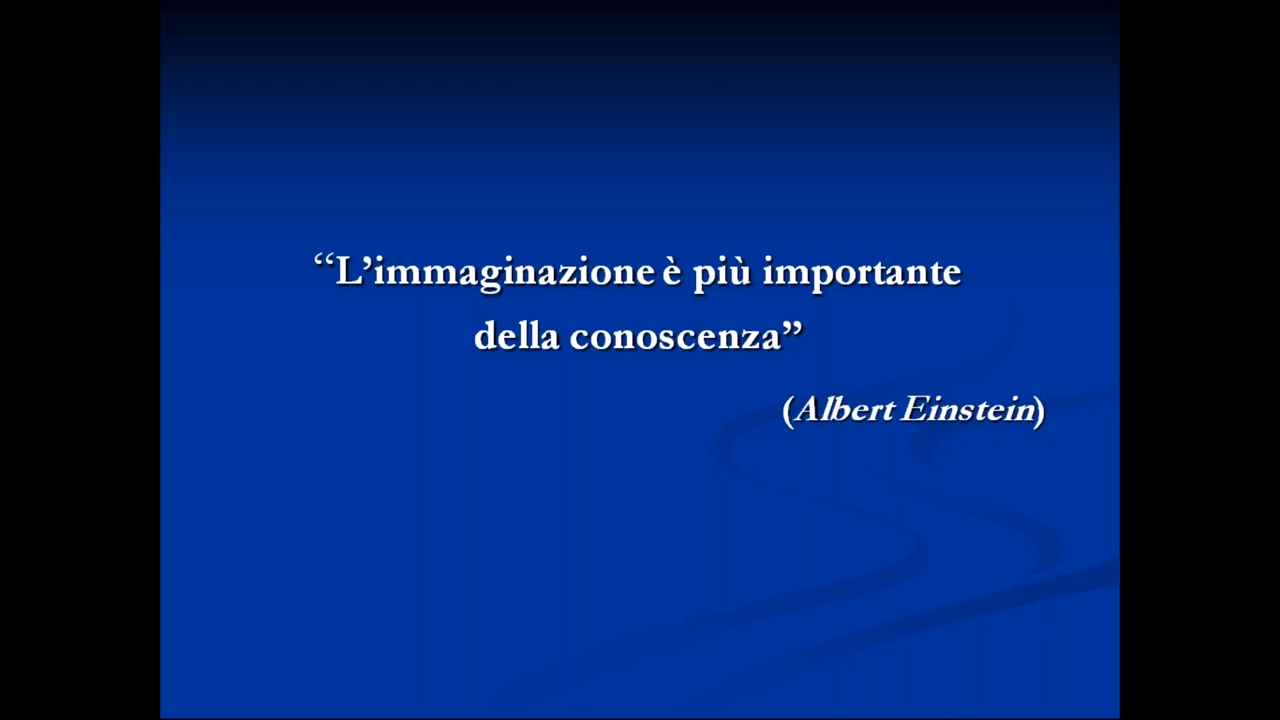 “L’immaginazione è più importante
della conoscenza”
(Albert Einstein)